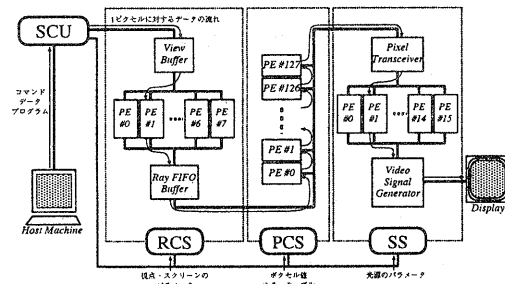 SCU
1ピクセルに対するデータの流れ
View
Buffer
Pixel
Transceiver
PE #127
PE #126
コマンド
データ
プログラム
PE
#0
PE
#1
PE
#6
PE
#7
PE
#0
PE
#1
PE
#14
PE
#15
PE #1
PE #0
Ray FIFO
Buffer
Video
Signal
Generator
Host Machine
Display
RCS
PCS
SS
視点・スクリーンの
ボクセル値
光源のパラメータ